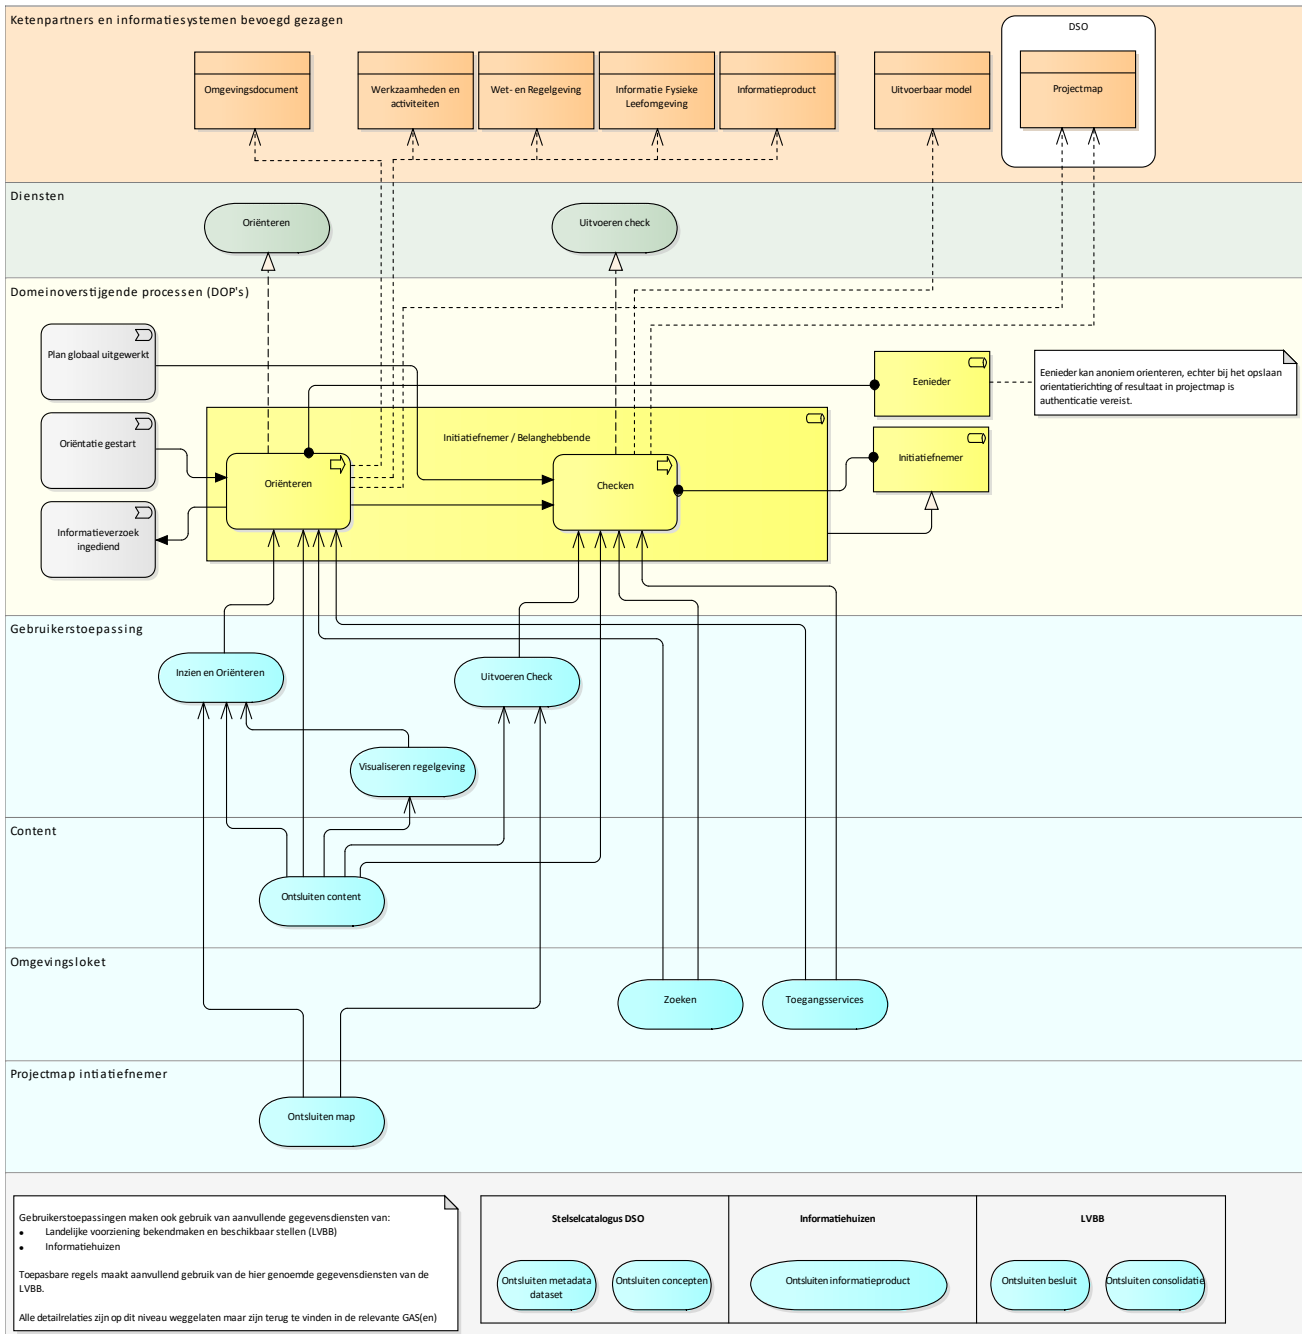 Ketenpartners en informatiesystemen bevoegd gezagen
DSO
Omgevingsdocument
Werkzaamheden en
activiteiten
Wet- en Regelgeving
Informatie Fysieke
Leefomgeving
Informatieproduct
Uitvoerbaar model
Projectmap
Diensten
Oriënteren
Uitvoeren check
Domeinoverstijgende processen (DOP's)
Plan globaal uitgewerkt
Eenieder
Eenieder kan anoniem orienteren, echter bij het opslaan
orientatierichting of resultaat in projectmap is
authenticatie vereist.
Oriëntatie gestart
Initiatiefnemer / Belanghebbende
Initiatiefnemer
Oriënteren
Checken
Informatieverzoek
ingediend
Gebruikerstoepassing
Inzien en Oriënteren
Uitvoeren Check
Visualiseren regelgeving
Content
Ontsluiten content
Omgevingsloket
Zoeken
Toegangsservices
Projectmap intiatiefnemer
Ontsluiten map
Gebruikerstoepassingen maken ook gebruik van aanvullende gegevensdiensten van:
• Landelijke voorziening bekendmaken en beschikbaar stellen (LVBB)
• Informatiehuizen
Toepasbare regels maakt aanvullend gebruik van de hier genoemde gegevensdiensten van de
LVBB.
Alle detailrelaties zijn op dit niveau weggelaten maar zijn terug te vinden in de relevante GAS(en)
Stelselcatalogus DSO
Informatiehuizen
LVBB
Ontsluiten metadata
dataset
Ontsluiten concepten
Ontsluiten informatieproduct
Ontsluiten besluit
Ontsluiten consolidatie